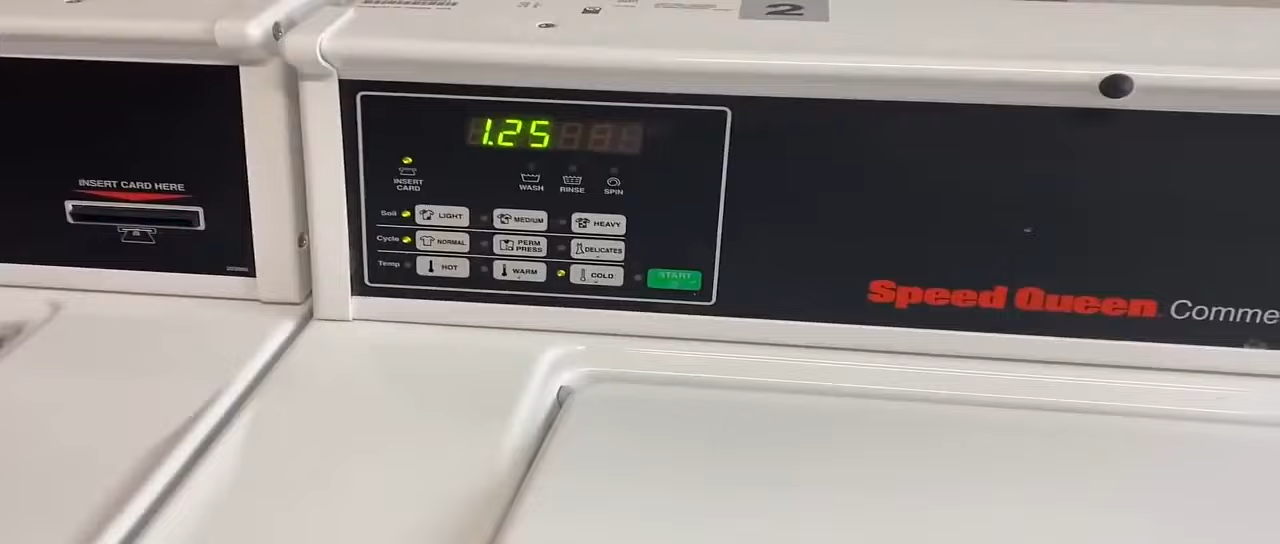 2
INSERT CARD HERE
1.25
INSERT
CARD
WASH
RINSE
SPIN
Soil
LIGHT
MEDIUM
HEAVY
Cycle
NORMAL
PERM
PRESS
DELICATES
Temp
HOT
WARM
COLD
START
Speed Queen Comme